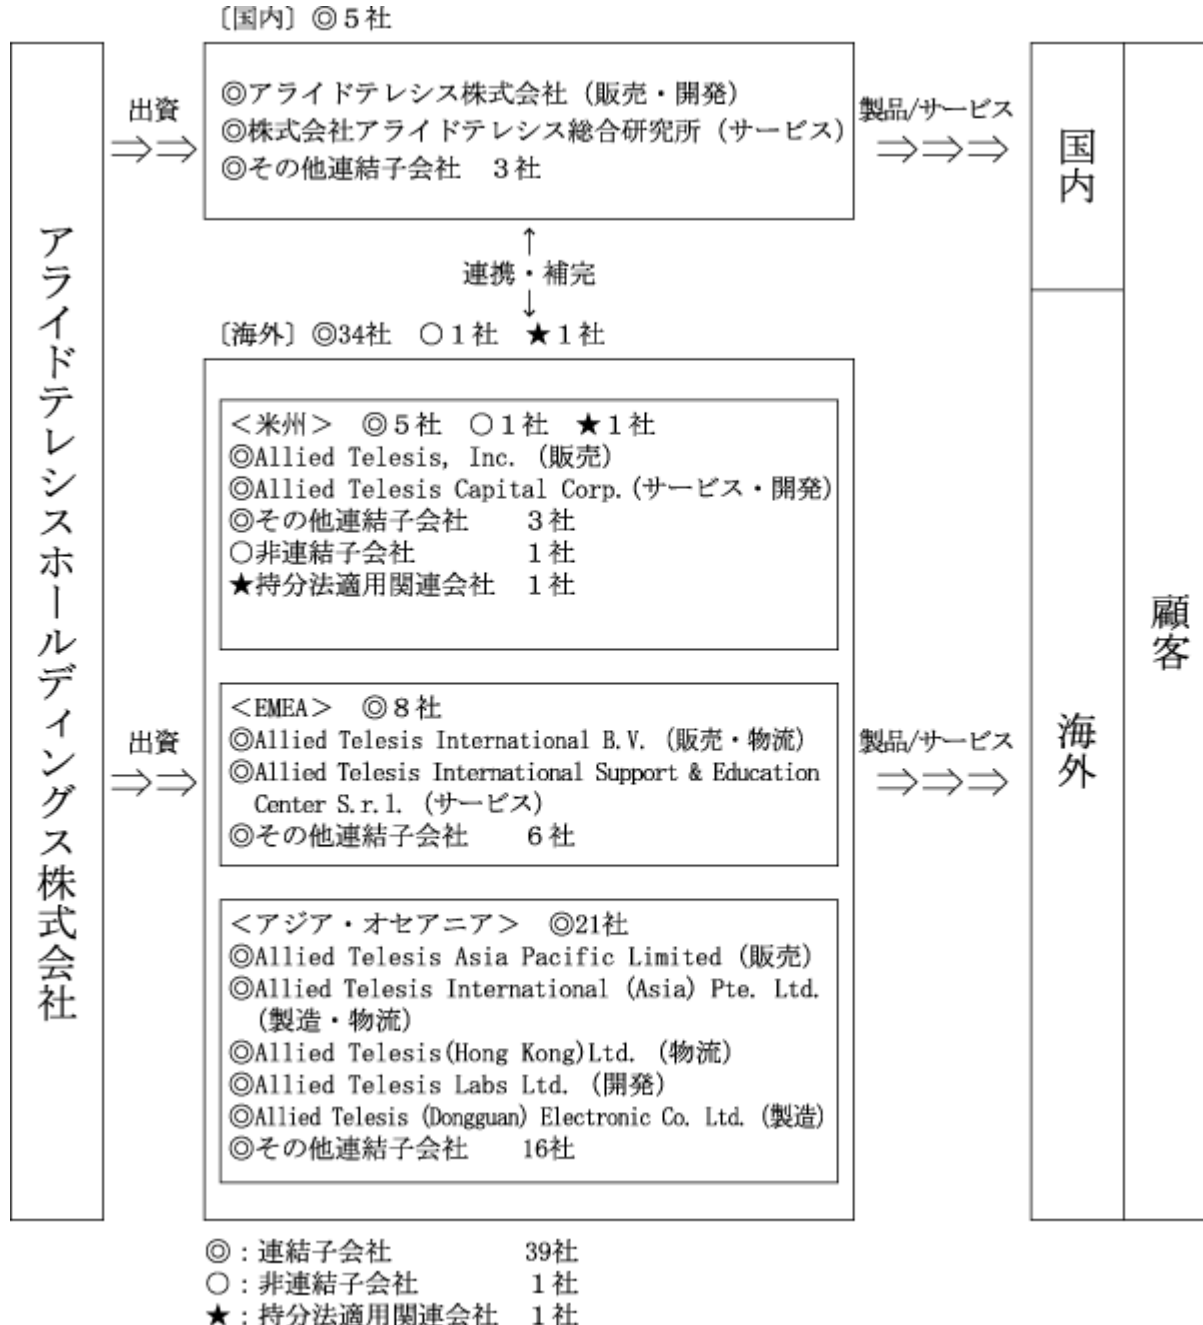 〔国内〕◎5社
アライドテレシスホールディングス株式会社
出資
⇒⇒
◎アライドテレシス株式会社（販売・開発）
◎株式会社アライドテレシス総合研究所（サービス）
◎その他連結子会社　3社
製品/サービス
⇒⇒⇒
国内
顧客
↑
連携・補完
↓
〔海外〕◎34社　○1社　★1社
＜米州＞　◎5社　○1社　★1社
◎Allied Telesis, Inc.（販売）
◎Allied Telesis Capital Corp.（サービス・開発）
◎その他連結子会社　3社
○非連結子会社　1社
★持分法適用関連会社　1社
出資
⇒⇒
＜EMEA＞　◎8社
◎Allied Telesis International B.V.（販売・物流）
◎Allied Telesis International Support & Education
Center S.r.l.（サービス）
◎その他連結子会社　6社
製品/サービス
⇒⇒⇒
海外
＜アジア・オセアニア＞　◎21社
◎Allied Telesis Asia Pacific Limited（販売）
◎Allied Telesis International (Asia) Pte. Ltd.
（製造・物流）
◎Allied Telesis(Hong Kong)Ltd.（物流）
◎Allied Telesis Labs Ltd.（開発）
◎Allied Telesis (Dongguan) Electronic Co. Ltd.（製造）
◎その他連結子会社　16社
◎：連結子会社　39社
○：非連結子会社　1社
★：持分法適用関連会社　1社